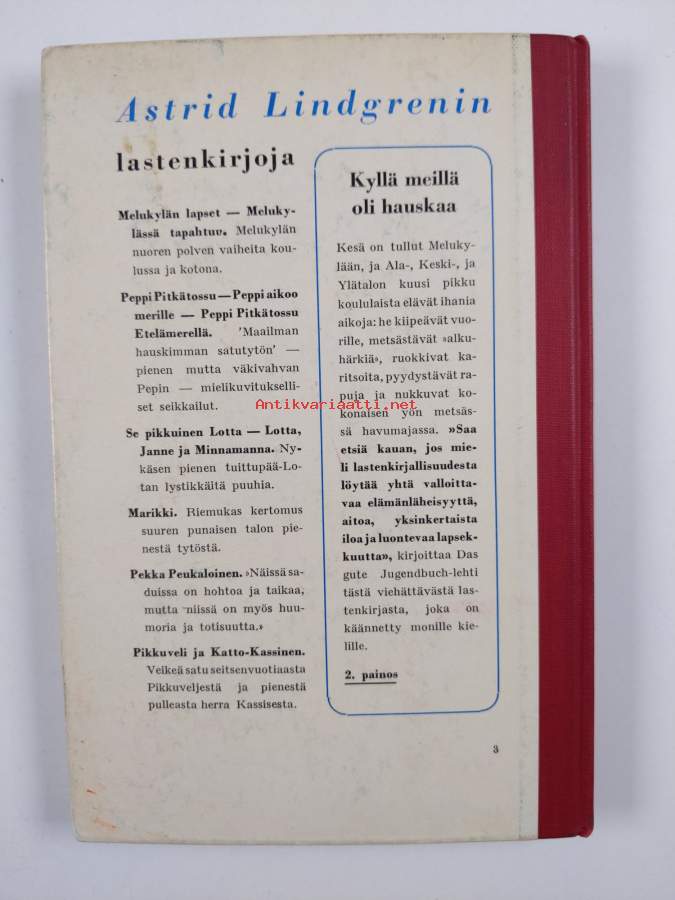 Astrid Lindgrenin
lastenkirjoja
Melukylän lapset — Meluky-
lässä tapahtuu. Melukylän
nuoren polven vaiheita kou-
lussa ja kotona.
Peppi Pitkätossu — Peppi aikoo
merille — Peppi Pitkätossu
Etelämerellä. 'Maailman
hauskimman satutytön' —
pienen mutta väkivahvan
Pepin — mielikuvitukselli-
set seikkailut.
Se pikkuinen Lotta — Lotta,
Janne ja Minnamanna. Ny-
käsen pienen tuittupää-Lo-
tan lystikkäitä puuhia.
Marikki. Riemukas kertomus
suuren punaisen talon pie-
nestä tytöstä.
Pekka Peukaloinen. »Näissä sa-
duissa on hohtoa ja taikaa,
mutta niissä on myös huu-
moria ja totisuutta.»
Pikkuveli ja Katto-Kassinen.
Veikeä satu seitsenvuotiaasta
Pikkuveljestä ja pienestä
pulleasta herra Kassisesta.
Kyllä meillä
oli hauskaa
Kesä on tullut Meluky-
lään, ja Ala-, Keski-, ja
Ylätalon kuusi pikku
koululaista elävät ihania
aikoja: he kiipeävät vuo-
rille, metsästävät »alku-
härkiä», ruokkivat ka-
ritsoita, pyydystävät ra-
puja ja nukkuvat ko-
konaisen yön metsäs-
sä havumajassa. »Saa
etsiä kauan, jos mie-
li lastenkirjallisuudesta
löytää yhtä valloitta-
vaa elämänläheisyyttä,
aitoa, yksinkertaista
iloa ja luontevaa lapsek-
kuutta», kirjoittaa Das
gute Jugendbuch-lehti
tästä viehättävästä las-
tenkirjasta, joka on
käännetty monille kie-
lille.
2. painos
3
Antikvariaatti.net